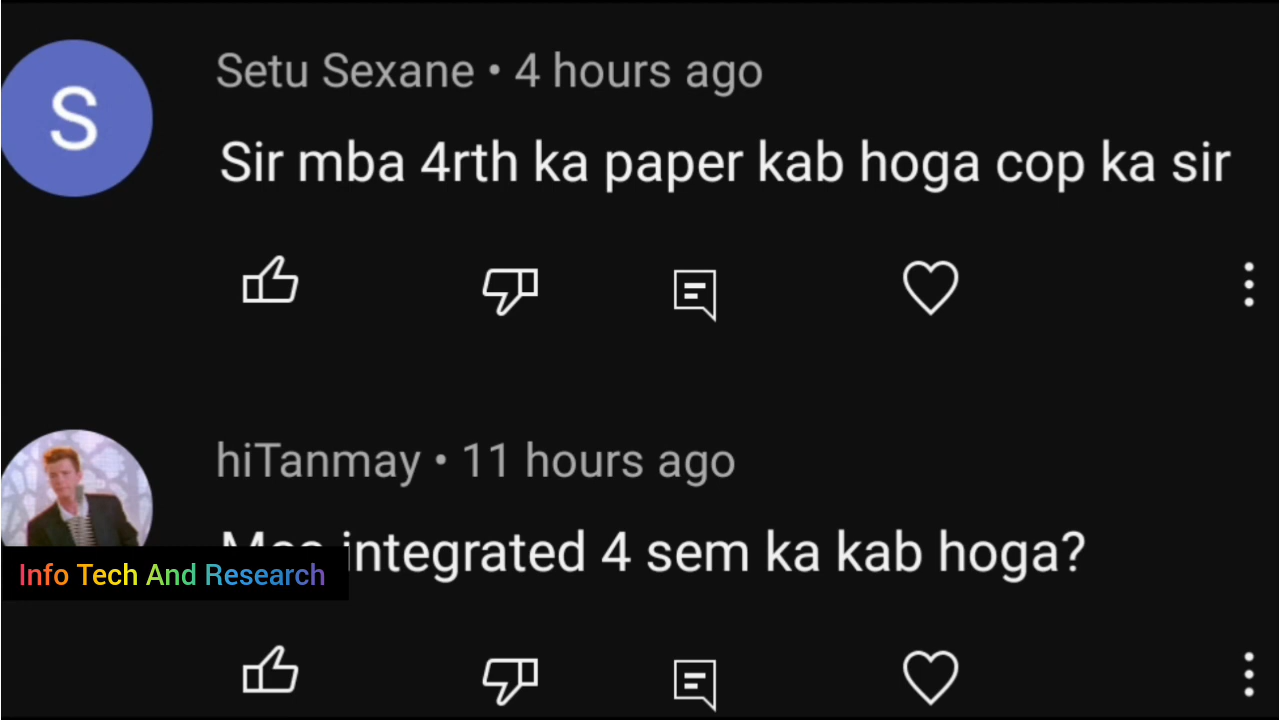 S
Setu Sexane • 4 hours ago
Sir mba 4rth ka paper kab hoga cop ka sir
hiTanmay • 11 hours ago
integrated 4 sem ka kab hoga?
Info Tech And Research